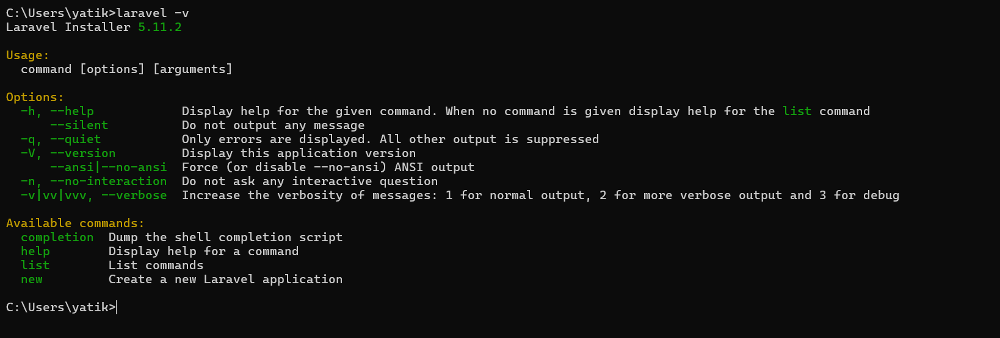 C:\Users\yatik>laravel -v
Laravel Installer 5.11.2
Usage:
  command [options] [arguments]
Options:
  -h, --help            Display help for the given command. When no command is given display help for the list command
      --silent          Do not output any message
  -q, --quiet           Only errors are displayed. All other output is suppressed
  -V, --version         Display this application version
      --ansi|--no-ansi  Force (or disable --no-ansi) ANSI output
  -n, --no-interaction  Do not ask any interactive question
  -v|vv|vvv, --verbose  Increase the verbosity of messages: 1 for normal output, 2 for more verbose output and 3 for debug
Available commands:
  completion  Dump the shell completion script
  help        Display help for a command
  list        List commands
  new         Create a new Laravel application
C:\Users\yatik>